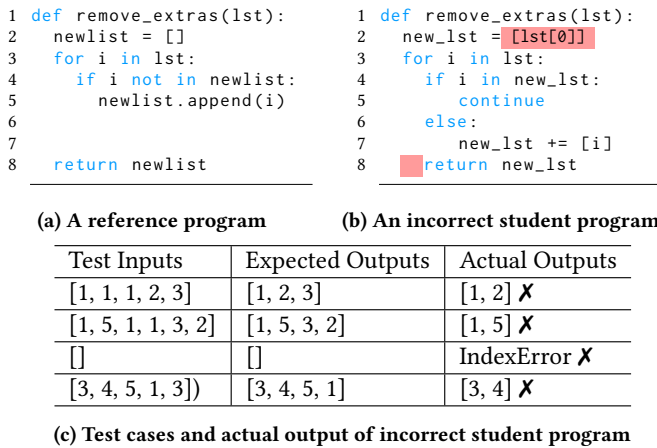 1 def remove_extras(lst):
2 newlist = []
3 for i in lst:
4 if i not in newlist:
5 newlist.append(i)
6
7
8 return newlist
(a) A reference program
1 def remove_extras(lst):
2 new_lst = [lst[0]]
3 for i in lst:
4 if i in new_lst:
5 continue
6 else:
7 new_lst += [i]
8 return new_lst
(b) An incorrect student program
Test Inputs Expected Outputs Actual Outputs
[1, 1, 1, 2, 3] [1, 2, 3] [1, 2] ✗
[1, 5, 1, 1, 3, 2] [1, 5, 3, 2] [1, 5] ✗
[] [] IndexError ✗
[3, 4, 5, 1, 3]) [3, 4, 5, 1] [3, 4] ✗
(c) Test cases and actual output of incorrect student program